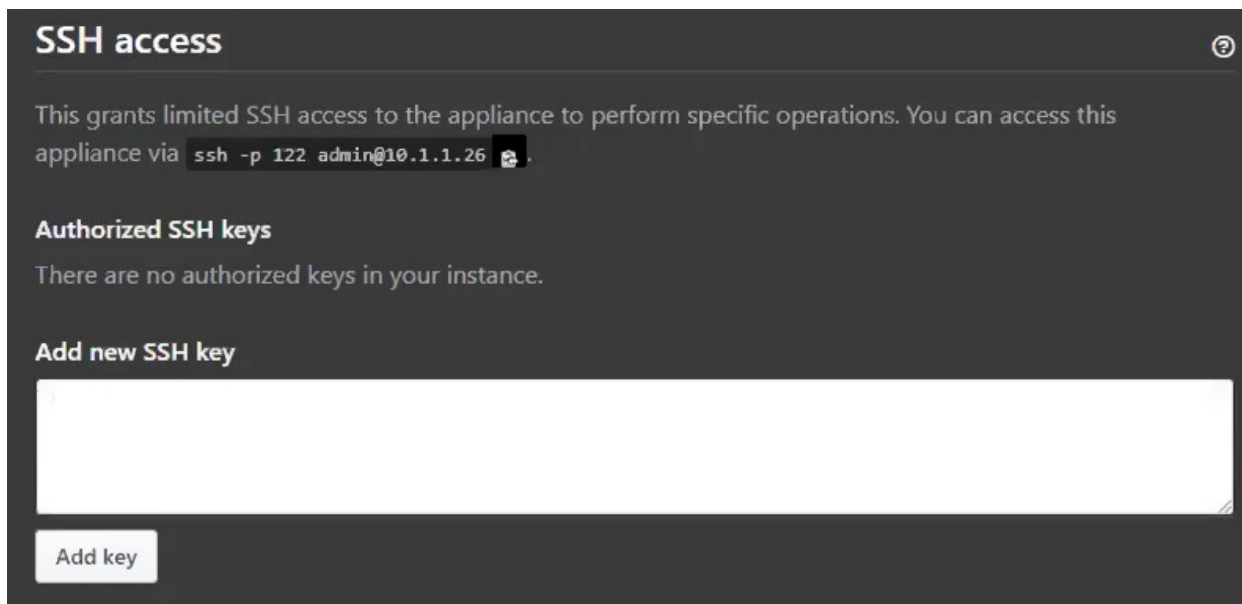 SSH access
This grants limited SSH access to the appliance to perform specific operations. You can access this
appliance via ssh -p 122 admin@10.1.1.26 .
Authorized SSH keys
There are no authorized keys in your instance.
Add new SSH key
Add key